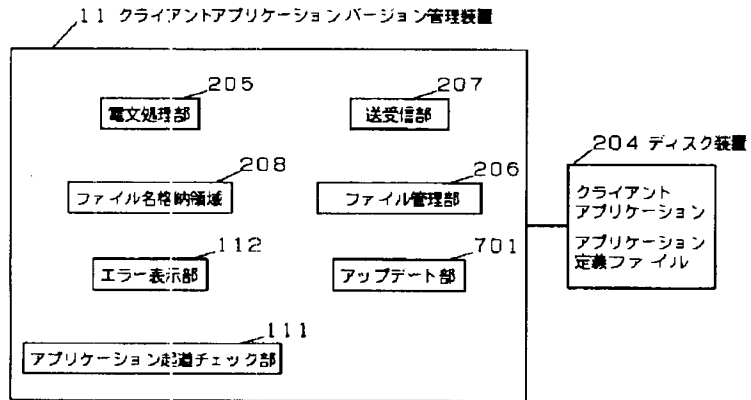 11 クライアントアプリケーションバージョン管理装置
205
207
電文処理部
送受信部
204 ディスク装置
208
206
ファイル名格納領域
ファイル管理部
クライアント
アプリケーション
アプリケーション
定義ファイル
112
701
エラー表示部
アップデート部
111
アプリケーション起道チェック部